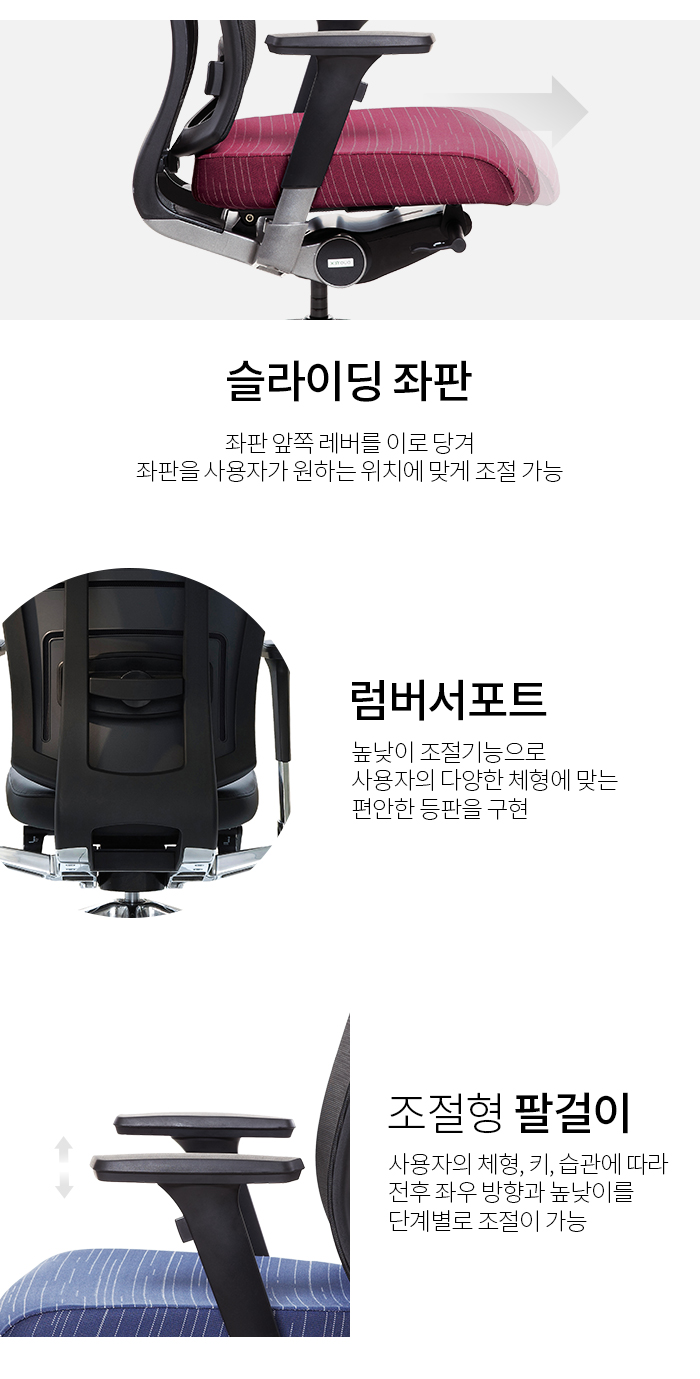 슬라이딩 좌판
좌판 앞쪽 레버를 이로 당겨
좌판을 사용자가 원하는 위치에 맞게 조절 가능
럼버서포트
높낮이 조절기능으로
사용자의 다양한 체형에 맞는
편안한 등판을 구현
조절형 팔걸이
사용자의 체형, 키, 습관에 따라
전후 좌우 방향과 높낮이를
단계별로 조절이 가능